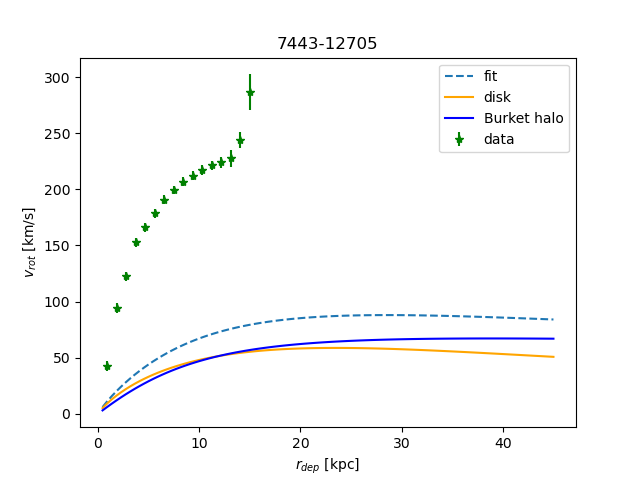 7443-12705
fit
disk
Burket halo
data
300
250
200
150
100
50
0
v_rot [km/s]
0 10 20 30 40
r_dep [kpc]